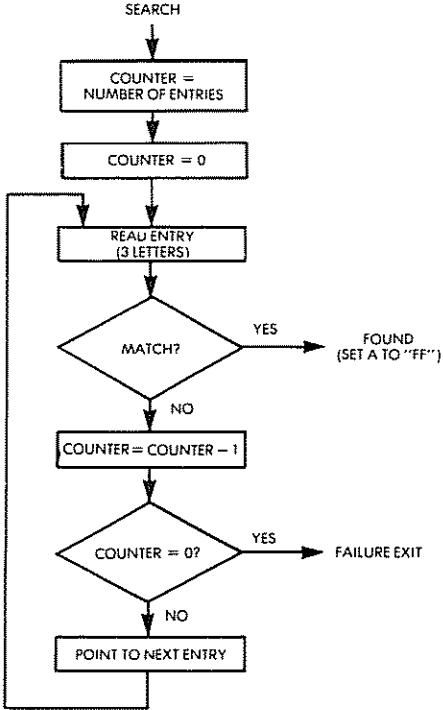 SEARCH
COUNTER =
NUMBER OF ENTRIES
COUNTER = 0
REAU ENTRY
(3 LETTERS)
MATCH?
YES
FOUND
(SET A TO "FF")
NO
COUNTER = COUNTER - 1
COUNTER = 0?
YES
FAILURE EXIT
NO
POINT TO NEXT ENTRY